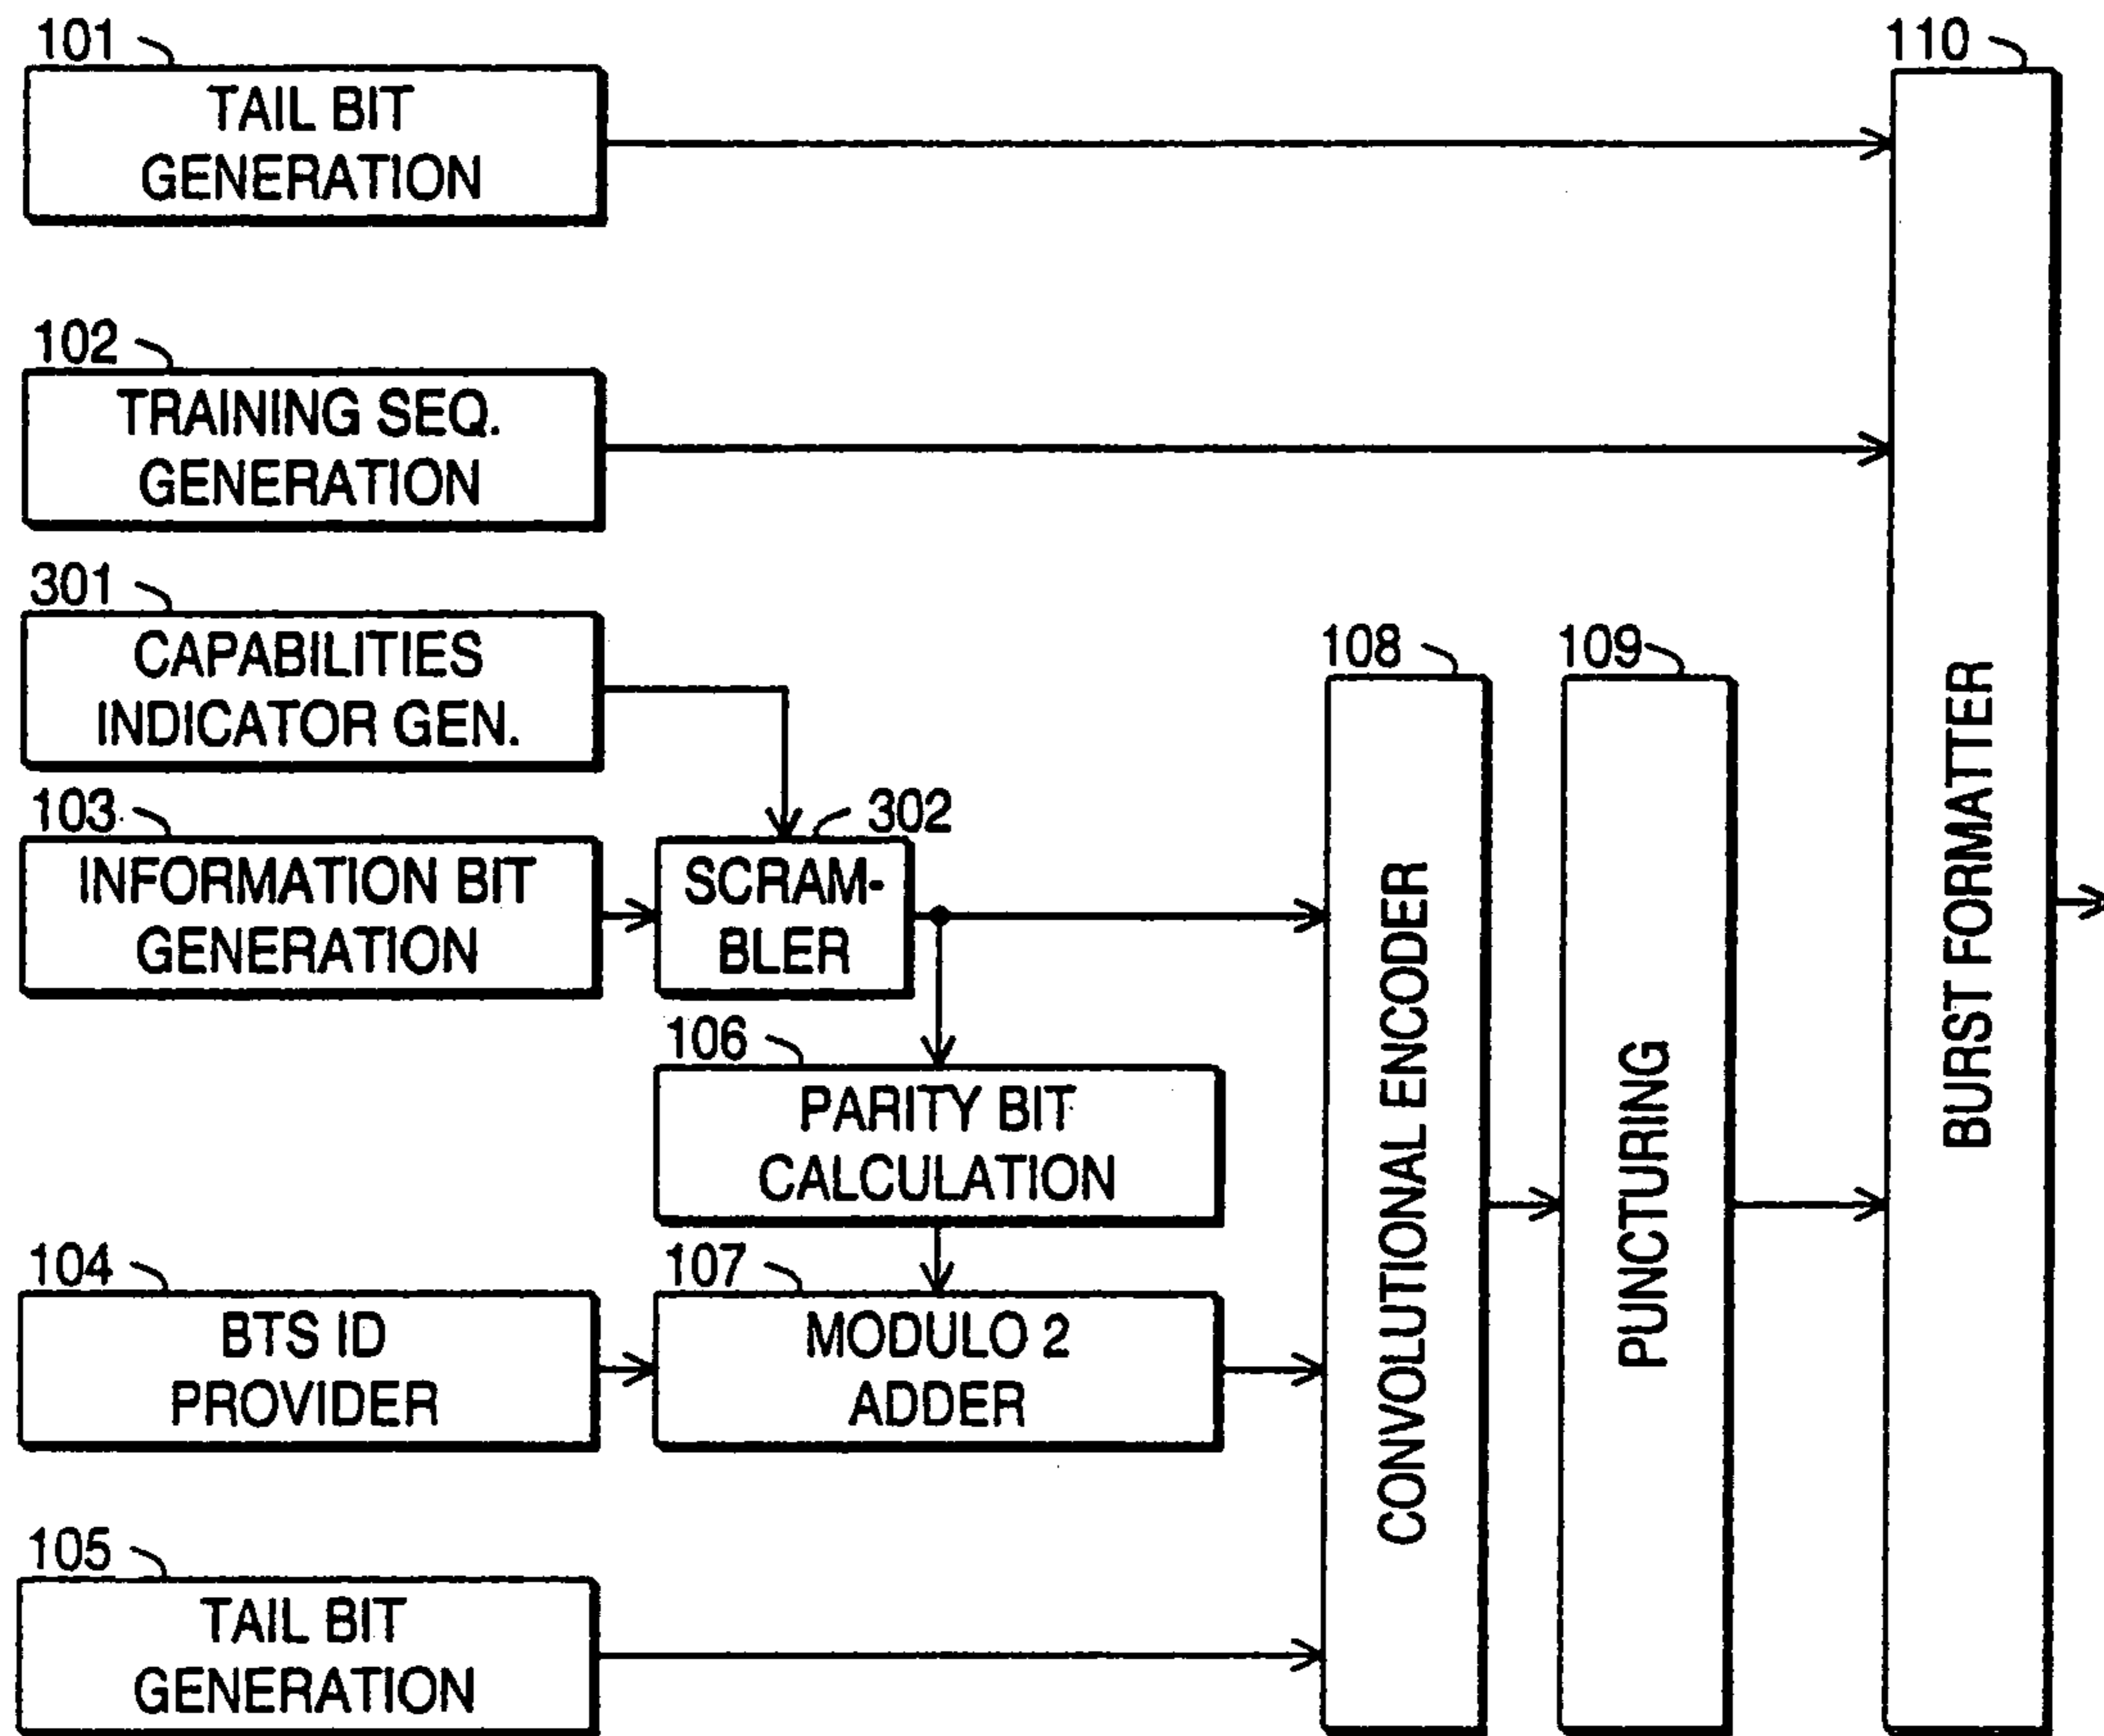 101
TAIL BIT
GENERATION
110
102
TRAINING SEQ.
GENERATION
301
CAPABILITIES
INDICATOR GEN.
108
109
BURST FORMATTER
103
INFORMATION BIT
GENERATION
302
SCRAM-
BLER
CONVOLUTIONAL ENCODER
PUNCTURING
106
PARITY BIT
CALCULATION
104
BTS ID
PROVIDER
107
MODULO 2
ADDER
105
TAIL BIT
GENERATION